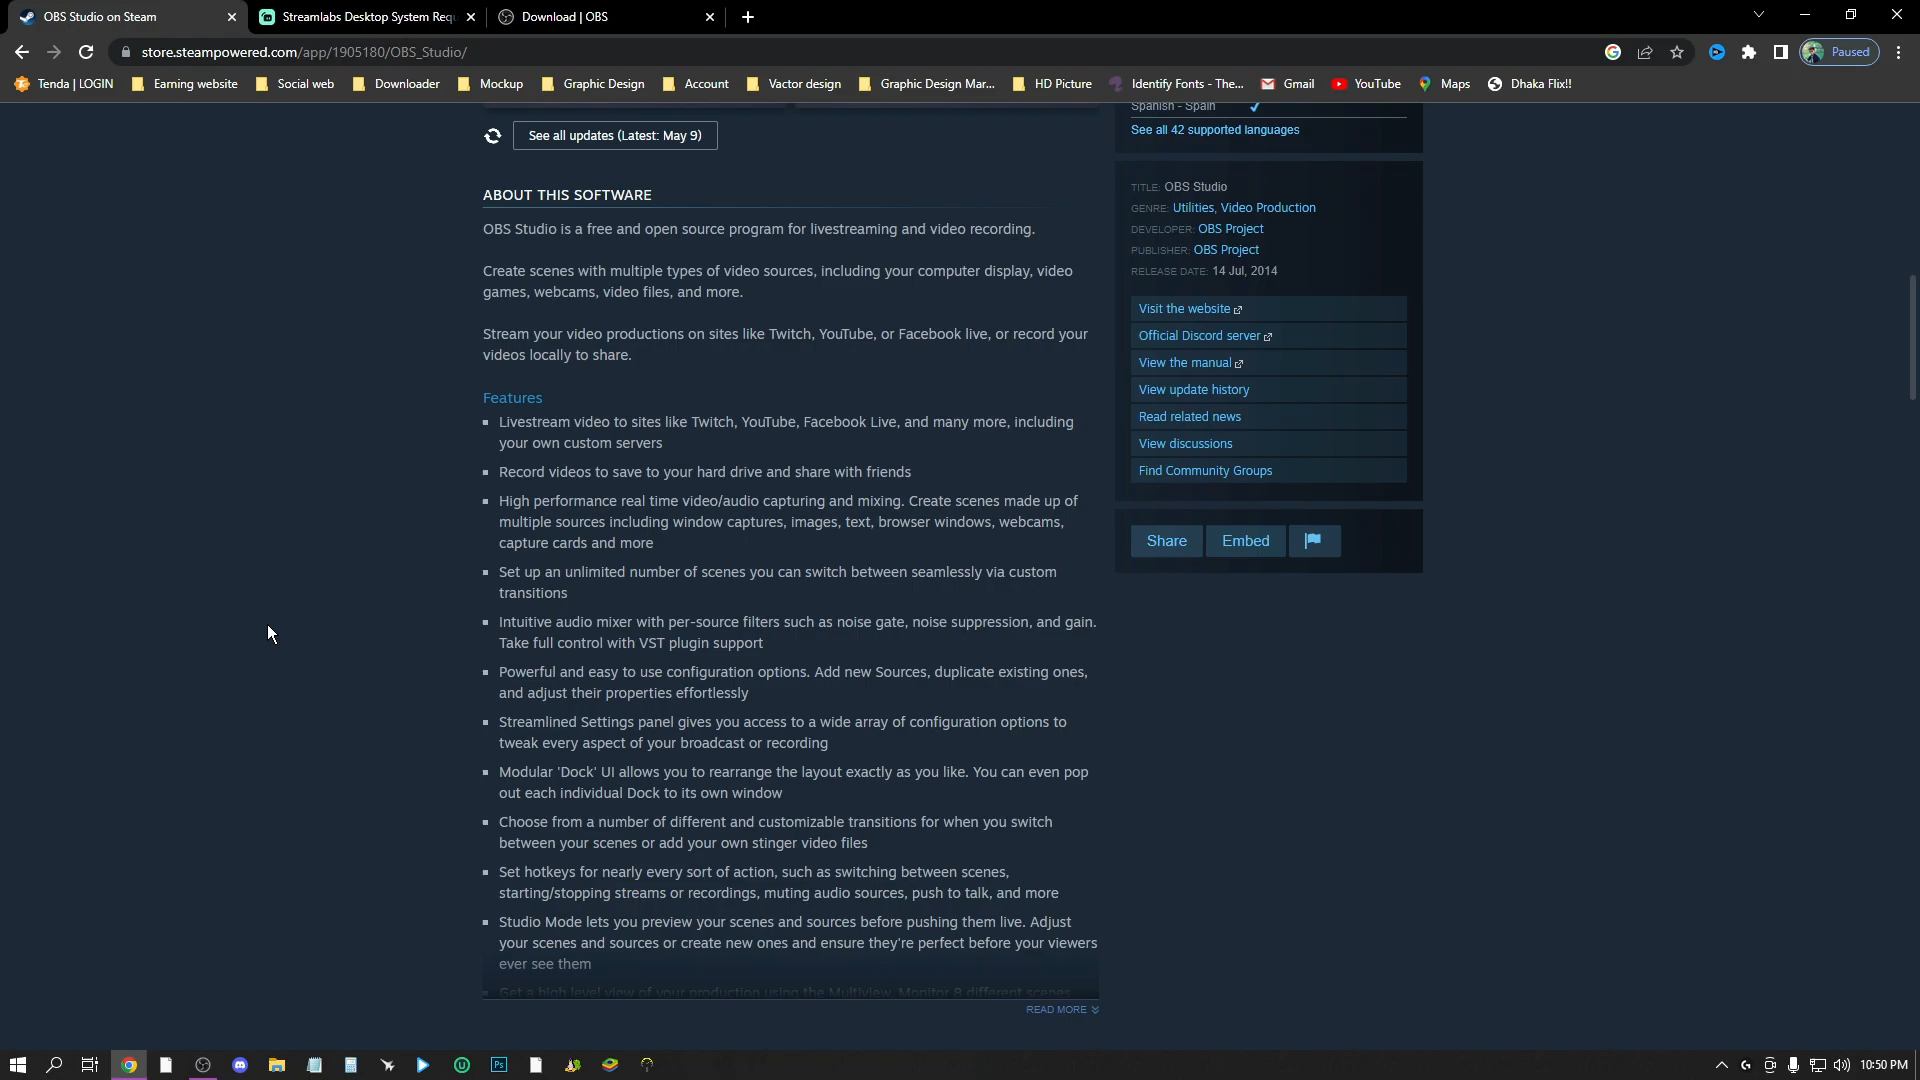 OBS Studio on Steam
Streamlabs Desktop System Requ
Download | OBS
store.steampowered.com/app/1905180/OBS_Studio/
Paused
Tenda | LOGIN
Earning website
Social web
Downloader
Mockup
Graphic Design
Account
Vactor design
Graphic Design Mar...
HD Picture
Identify Fonts - The...
Gmail
YouTube
Maps
Dhaka Flix!!
See all updates (Latest: May 9)
ABOUT THIS SOFTWARE
OBS Studio is a free and open source program for livestreaming and video recording.
Create scenes with multiple types of video sources, including your computer display, video
games, webcams, video files, and more.
Stream your video productions on sites like Twitch, YouTube, or Facebook live, or record your
videos locally to share.
Features
Livestream video to sites like Twitch, YouTube, Facebook Live, and many more, including
your own custom servers
Record videos to save to your hard drive and share with friends
High performance real time video/audio capturing and mixing. Create scenes made up of
multiple sources including window captures, images, text, browser windows, webcams,
capture cards and more
Set up an unlimited number of scenes you can switch between seamlessly via custom
transitions
Intuitive audio mixer with per-source filters such as noise gate, noise suppression, and gain.
Take full control with VST plugin support
Powerful and easy to use configuration options. Add new Sources, duplicate existing ones,
and adjust their properties effortlessly
Streamlined Settings panel gives you access to a wide array of configuration options to
tweak every aspect of your broadcast or recording
Modular 'Dock' UI allows you to rearrange the layout exactly as you like. You can even pop
out each individual Dock to its own window
Choose from a number of different and customizable transitions for when you switch
between your scenes or add your own stinger video files
Set hotkeys for nearly every sort of action, such as switching between scenes,
starting/stopping streams or recordings, muting audio sources, push to talk, and more
Studio Mode lets you preview your scenes and sources before pushing them live. Adjust
your scenes and sources or create new ones and ensure they're perfect before your viewers
ever see them
Get a high level view of your production using the Multiview. Monitor 8 different scenes
READ MORE
Spanish - Spain
See all 42 supported languages
TITLE: OBS Studio
GENRE: Utilities, Video Production
DEVELOPER: OBS Project
PUBLISHER: OBS Project
RELEASE DATE: 14 Jul, 2014
Visit the website
Official Discord server
View the manual
View update history
Read related news
View discussions
Find Community Groups
Share
Embed
Ps
10:50 PM